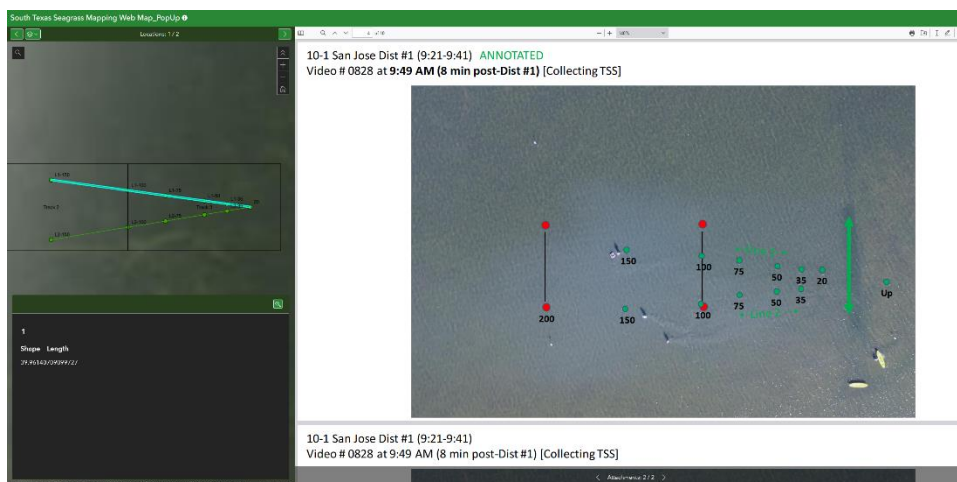 South Texas Seagrass Mapping Web Map_PopUp
Locations: 1 / 2
10-1 San Jose Dist #1 (9:21-9:41) ANNOTATED
Video # 0828 at 9:49 AM (8 min post-Dist #1) [Collecting TSS]
150
100
75
50
35
20
Up
200
150
100
75
50
35
1
Shape Length
10-1 San Jose Dist #1 (9:21-9:41)
Video # 0828 at 9:49 AM (8 min post-Dist #1) [Collecting TSS]
Attachments: 2 / 2